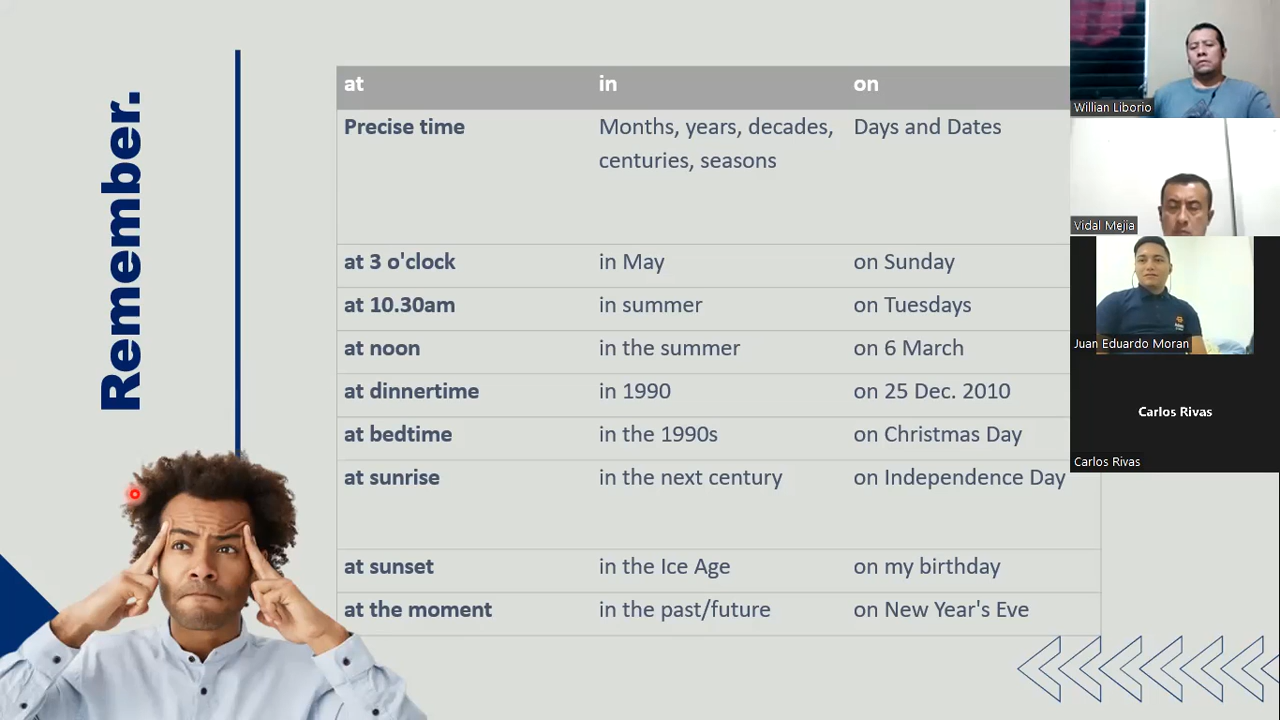 Remember.
at in on
Precise time Months, years, decades, Days and Dates
centuries, seasons
at 3 o'clock in May on Sunday
at 10.30am in summer on Tuesdays
at noon in the summer on 6 March
at dinnertime in 1990 on 25 Dec. 2010
at bedtime in the 1990s on Christmas Day
at sunrise in the next century on Independence Day
at sunset in the Ice Age on my birthday
at the moment in the past/future on New Year's Eve
Willian Liborio
Vidal Mejia
Juan Eduardo Moran
Carlos Rivas
Carlos Rivas